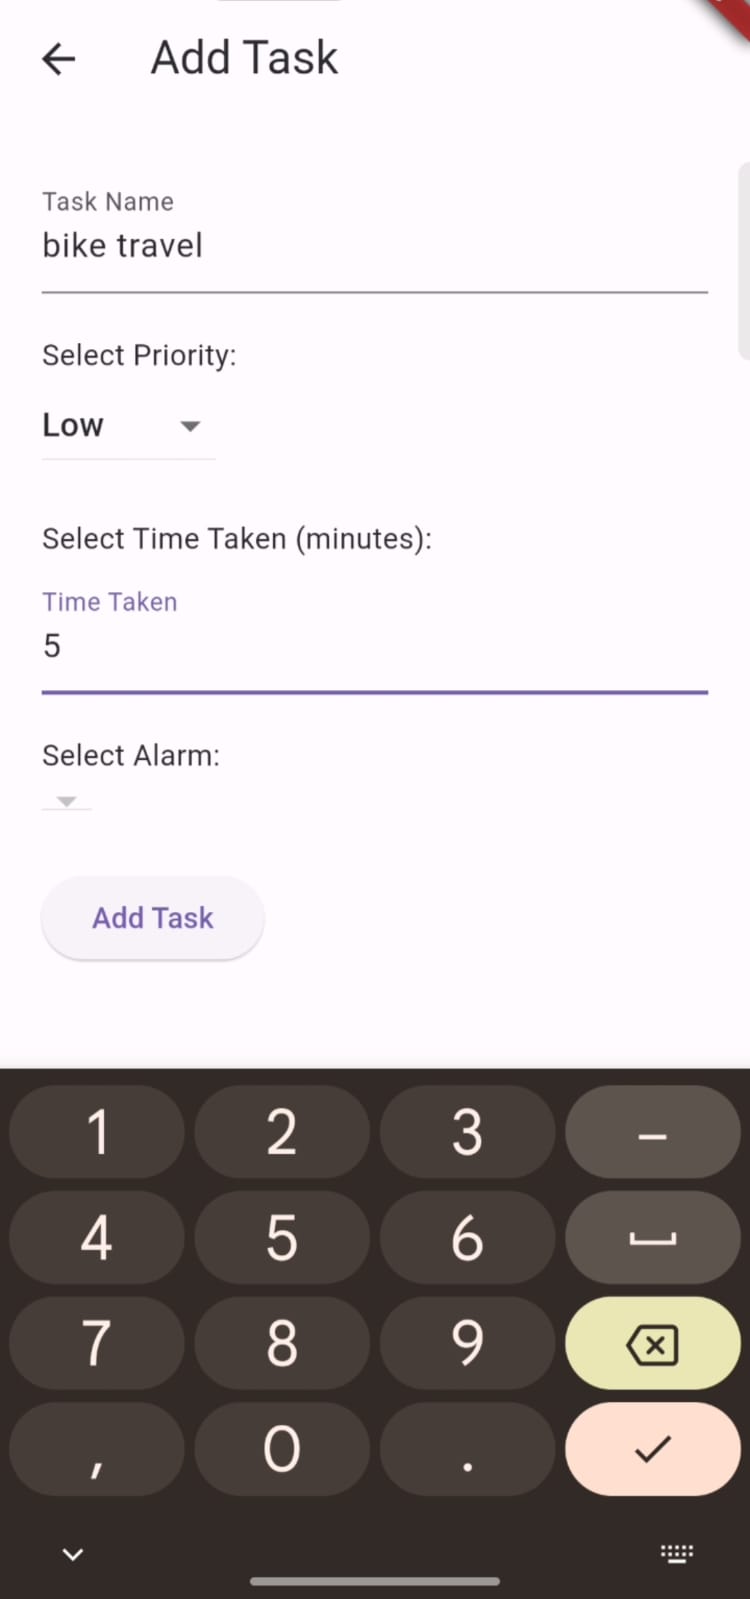 Add Task
Task Name
bike travel
Select Priority:
Low
Select Time Taken (minutes):
Time Taken
5
Select Alarm:
Add Task
1 2 3 –
4 5 6
7 8 9
, 0 .